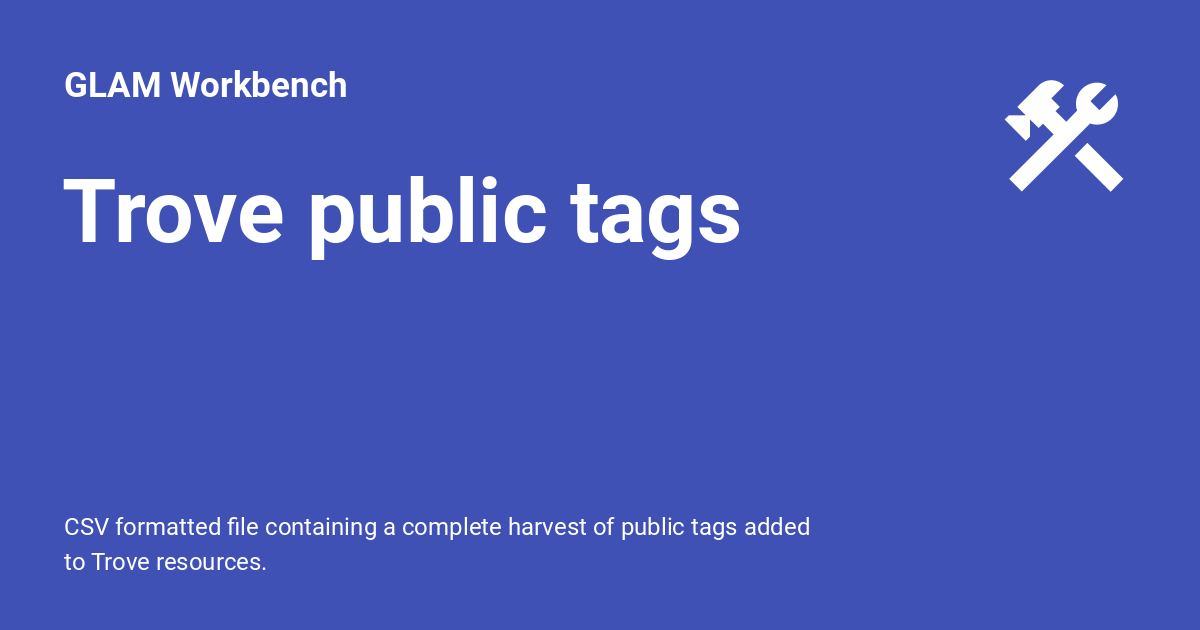 GLAM Workbench
Trove public tags
CSV formatted file containing a complete harvest of public tags added
to Trove resources.